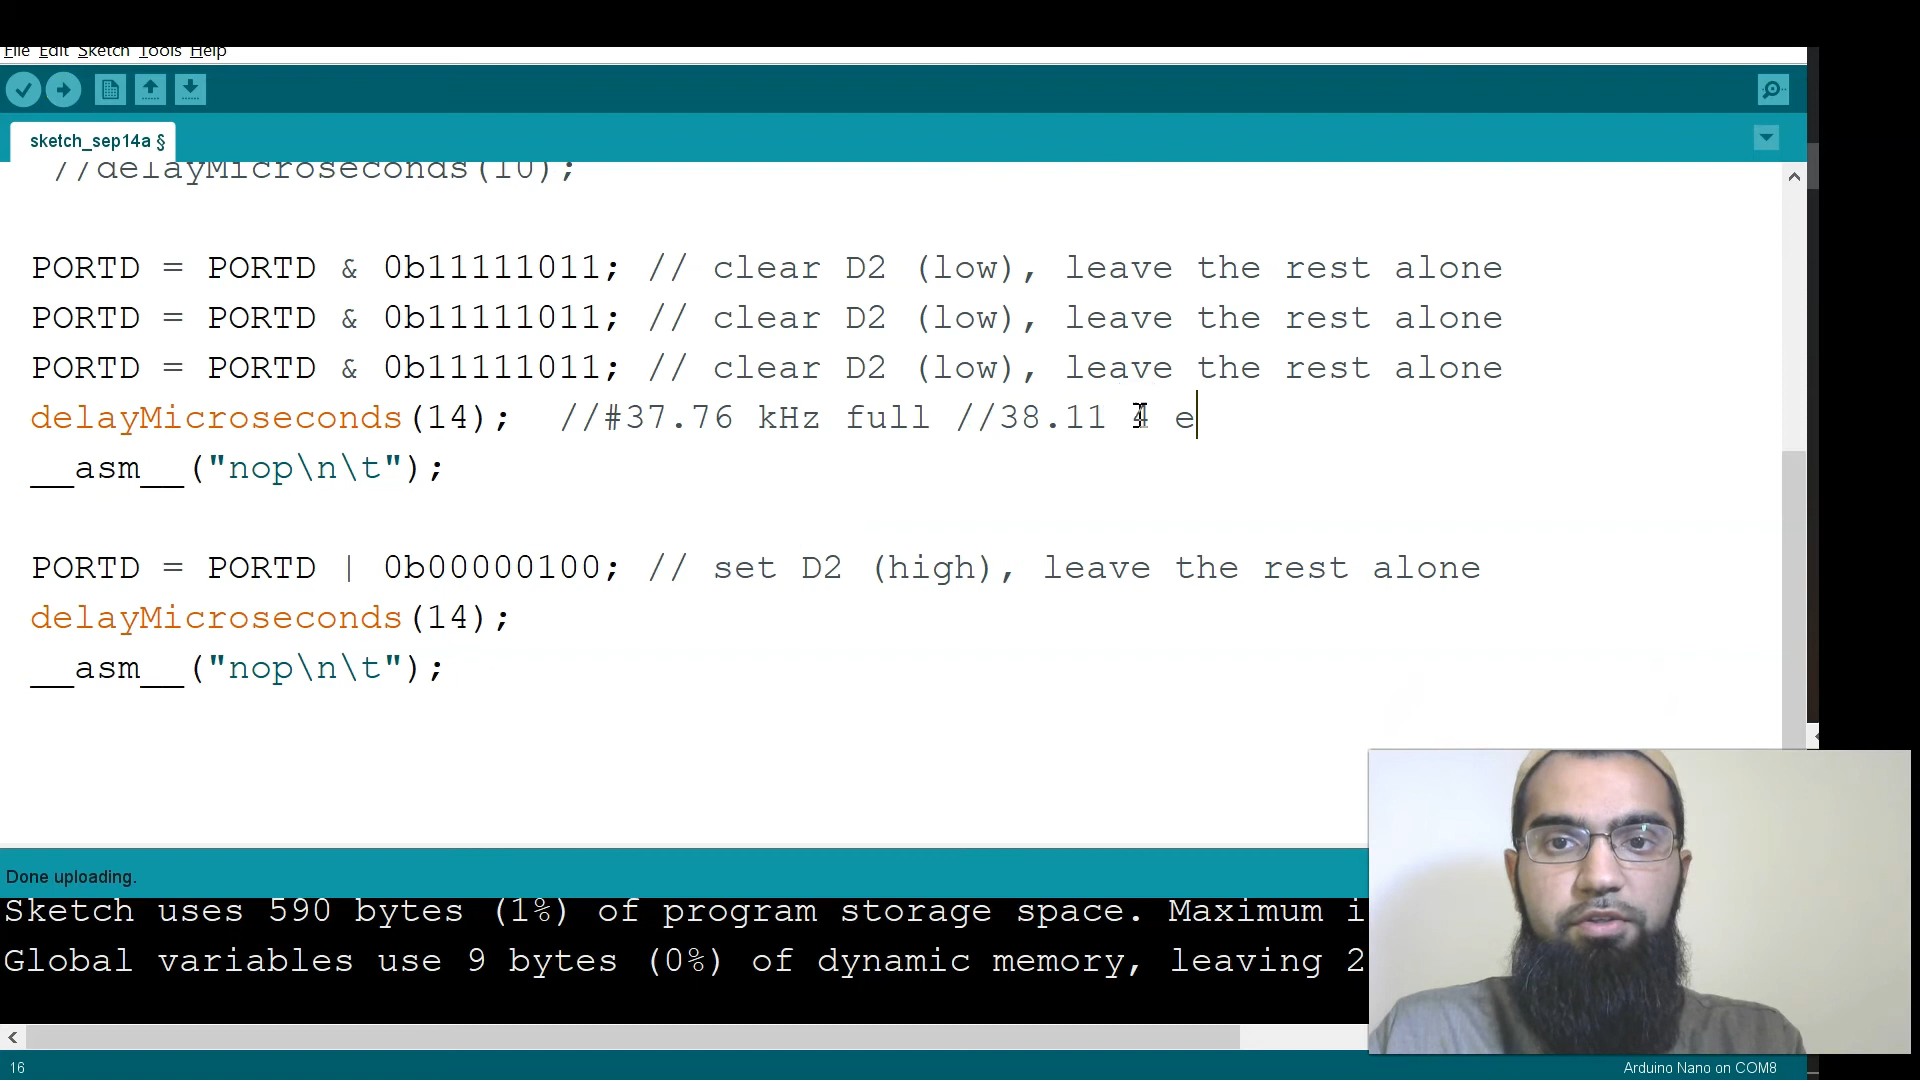 File Edit Sketch Tools Help
sketch_sep14a §
//delayMicroseconds(10);
PORTD = PORTD & 0b11111011; // clear D2 (low), leave the rest alone
PORTD = PORTD & 0b11111011; // clear D2 (low), leave the rest alone
PORTD = PORTD & 0b11111011; // clear D2 (low), leave the rest alone
delayMicroseconds(14); //#37.76 kHz full //38.11 4 e
__asm__("nop\n\t");
PORTD = PORTD | 0b00000100; // set D2 (high), leave the rest alone
delayMicroseconds(14);
__asm__("nop\n\t");
Done uploading.
Sketch uses 590 bytes (1%) of program storage space. Maximum i
Global variables use 9 bytes (0%) of dynamic memory, leaving 2
16
Arduino Nano on COM8